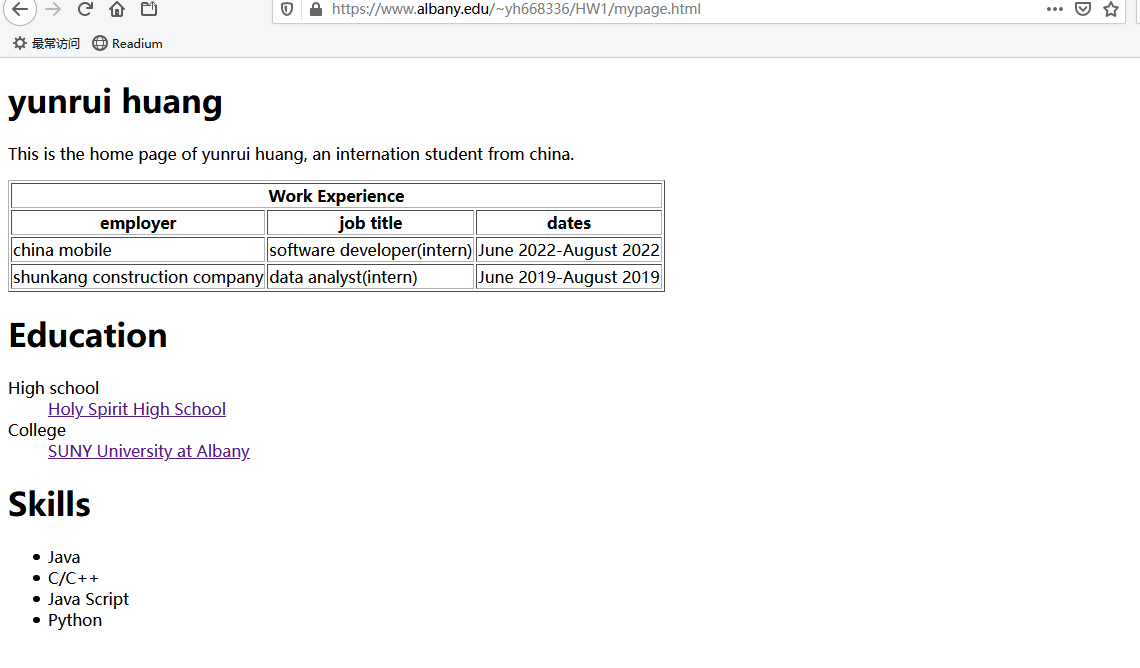 https://www.albany.edu/~yh668336/HW1/mypage.html
最常访问 Readium
yunrui huang
This is the home page of yunrui huang, an internation student from china.
Work Experience
employer job title dates
china mobile software developer(intern) June 2022-August 2022
shunkang construction company data analyst(intern) June 2019-August 2019
Education
High school
Holy Spirit High School
College
SUNY University at Albany
Skills
Java
C/C++
Java Script
Python